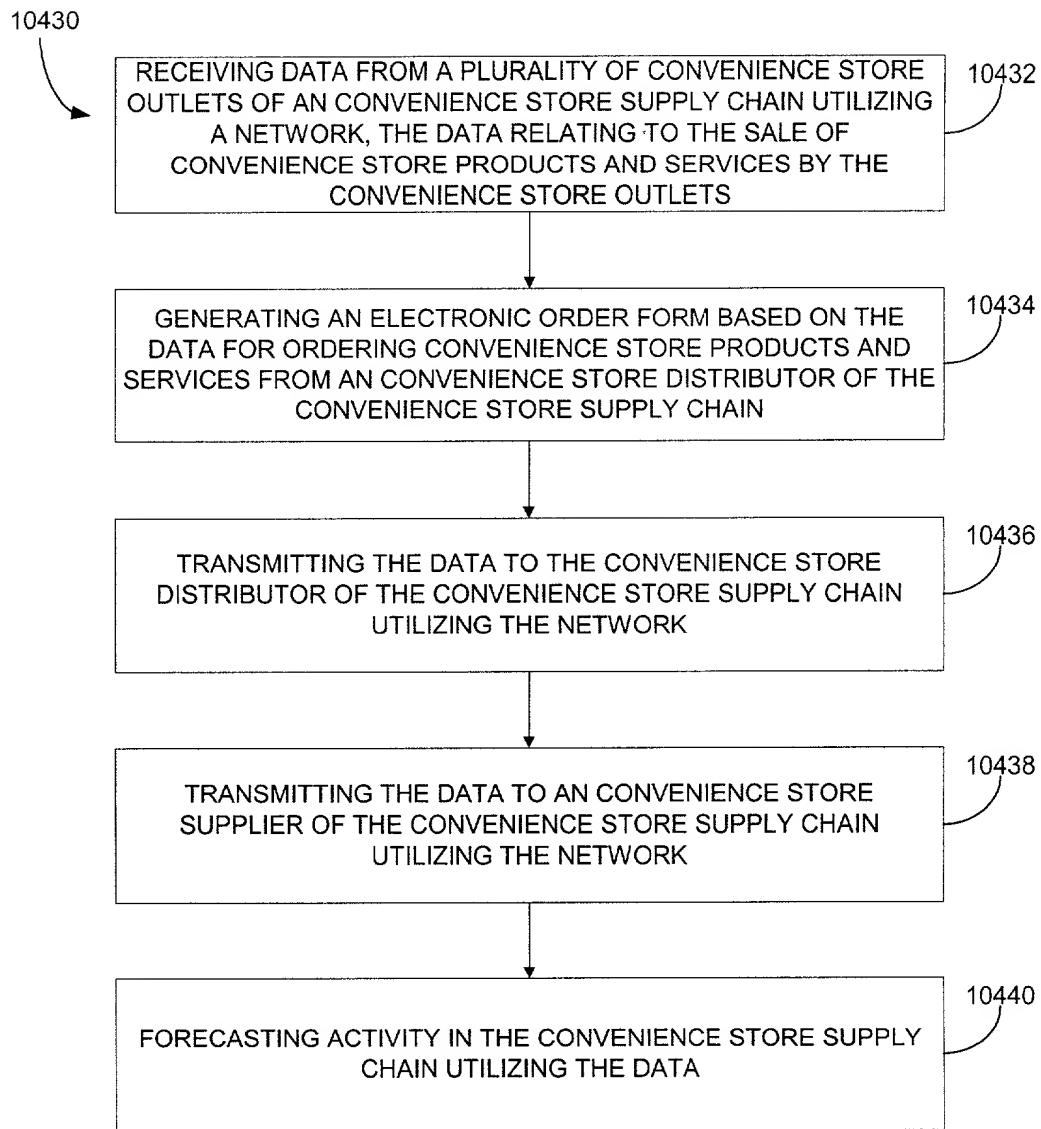 10430
RECEIVING DATA FROM A PLURALITY OF CONVENIENCE STORE
OUTLETS OF AN CONVENIENCE STORE SUPPLY CHAIN UTILIZING
A NETWORK, THE DATA RELATING TO THE SALE OF
CONVENIENCE STORE PRODUCTS AND SERVICES BY THE
CONVENIENCE STORE OUTLETS
10432
GENERATING AN ELECTRONIC ORDER FORM BASED ON THE
DATA FOR ORDERING CONVENIENCE STORE PRODUCTS AND
SERVICES FROM AN CONVENIENCE STORE DISTRIBUTOR OF THE
CONVENIENCE STORE SUPPLY CHAIN
10434
TRANSMITTING THE DATA TO THE CONVENIENCE STORE
DISTRIBUTOR OF THE CONVENIENCE STORE SUPPLY CHAIN
UTILIZING THE NETWORK
10436
TRANSMITTING THE DATA TO AN CONVENIENCE STORE
SUPPLIER OF THE CONVENIENCE STORE SUPPLY CHAIN
UTILIZING THE NETWORK
10438
FORECASTING ACTIVITY IN THE CONVENIENCE STORE SUPPLY
CHAIN UTILIZING THE DATA
10440